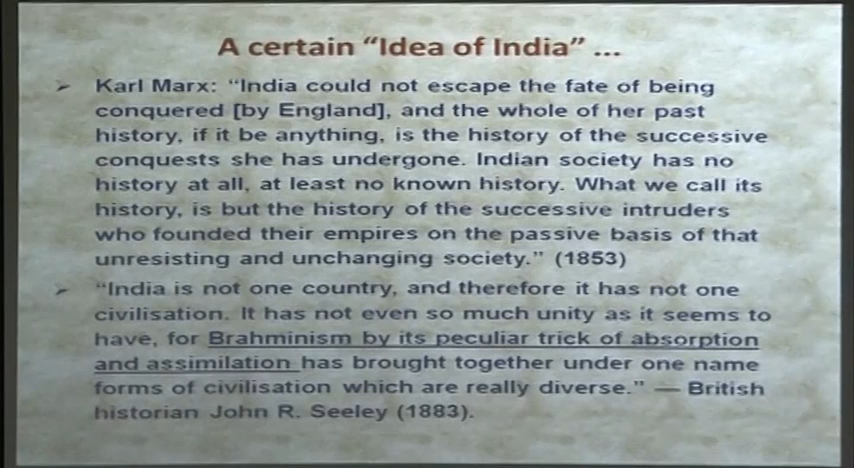 A certain “Idea of India” ...
➢ Karl Marx: “India could not escape the fate of being
conquered [by England], and the whole of her past
history, if it be anything, is the history of the successive
conquests she has undergone. Indian society has no
history at all, at least no known history. What we call its
history, is but the history of the successive intruders
who founded their empires on the passive basis of that
unresisting and unchanging society.” (1853)
➢ “India is not one country, and therefore it has not one
civilisation. It has not even so much unity as it seems to
have, for Brahminism by its peculiar trick of absorption
and assimilation has brought together under one name
forms of civilisation which are really diverse.” — British
historian John R. Seeley (1883).